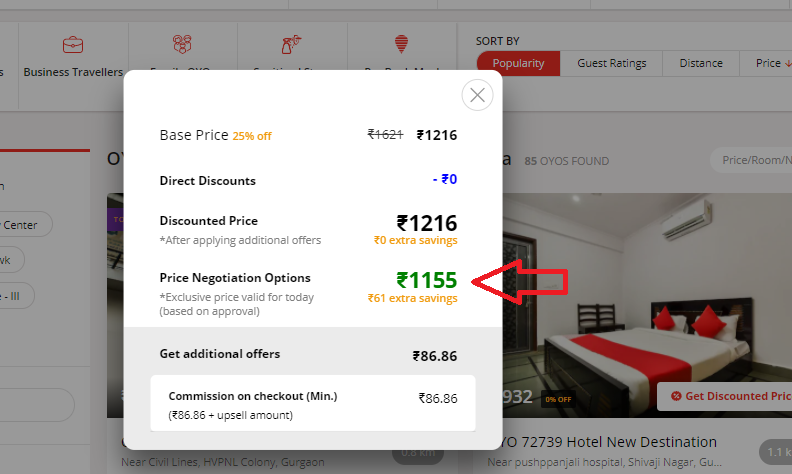 SORT BY
Business Travellers
Popularity
Guest Ratings
Distance
Price
Base Price 25% off ₹1621 ₹1216
Direct Discounts - ₹0
Discounted Price ₹1216
*After applying additional offers ₹0 extra savings
Price Negotiation Options ₹1155
*Exclusive price valid for today ₹61 extra savings
(based on approval)
Get additional offers ₹86.86
Commission on checkout (Min.) ₹86.86
(₹86.86 + upsell amount)
85 OYOS FOUND
Price/Room/N
Center
- III
932 0% OFF
Get Discounted Pric
72739 Hotel New Destination
Near Civil Lines, HVPNL Colony, Gurgaon
0.8 km
Near pushppanjali hospital, Shivaji Nagar, Gu...
1.1 k